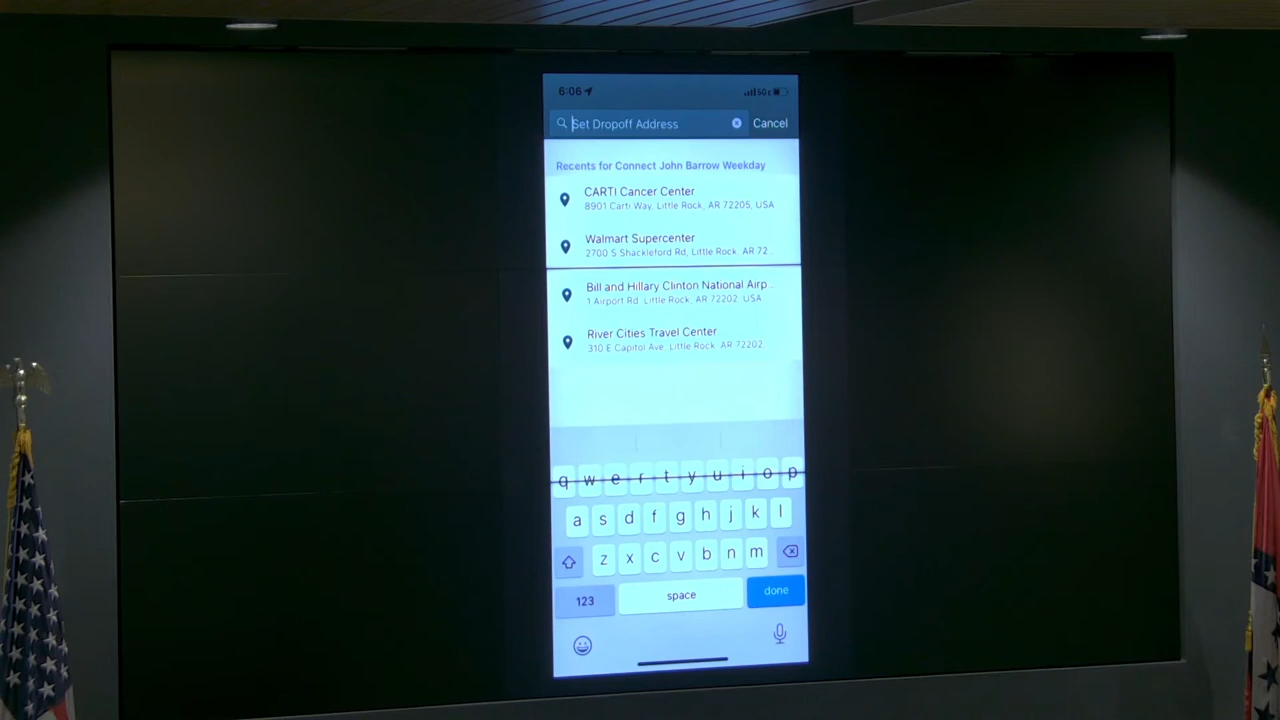 6:06
5GE
Set Dropoff Address
Cancel
Recents for Connect John Barrow Weekday
CARTI Cancer Center
8901 Carti Way, Little Rock, AR 72205, USA
Walmart Supercenter
2700 S Shackleford Rd, Little Rock, AR 72...
Bill and Hillary Clinton National Airp...
1 Airport Rd, Little Rock, AR 72202, USA
River Cities Travel Center
310 E Capitol Ave, Little Rock, AR 72202,
q w e r t y u i o p
a s d f g h j k l
z x c v b n m
123 space done